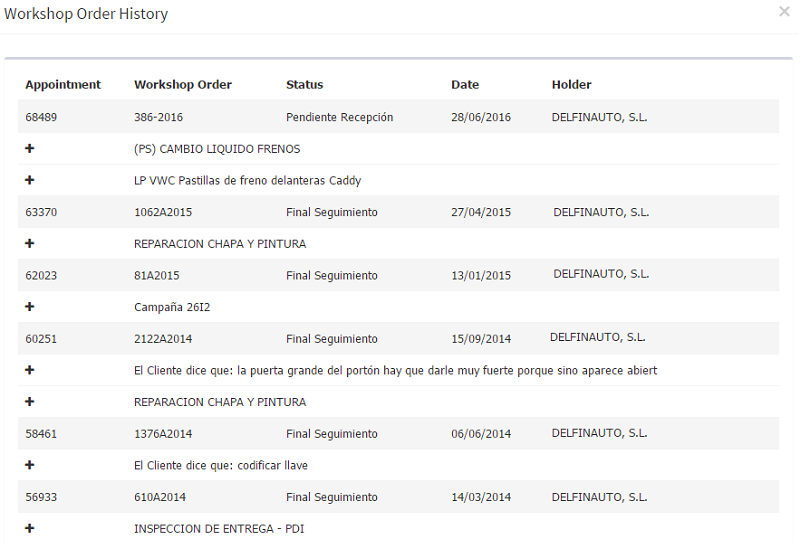 Workshop Order History
Appointment Workshop Order Status Date Holder
68489 386-2016 Pendiente Recepción 28/06/2016 DELFINAUTO, S.L.
+ (PS) CAMBIO LIQUIDO FRENOS
+ LP VWC Pastillas de freno delanteras Caddy
63370 1062A2015 Final Seguimiento 27/04/2015 DELFINAUTO, S.L.
+ REPARACION CHAPA Y PINTURA
62023 81A2015 Final Seguimiento 13/01/2015 DELFINAUTO, S.L.
+ Campaña 26I2
60251 2122A2014 Final Seguimiento 15/09/2014 DELFINAUTO, S.L.
+ El Cliente dice que: la puerta grande del portón hay que darle muy fuerte porque sino aparece abiert
+ REPARACION CHAPA Y PINTURA
58461 1376A2014 Final Seguimiento 06/06/2014 DELFINAUTO, S.L.
+ El Cliente dice que: codificar llave
56933 610A2014 Final Seguimiento 14/03/2014 DELFINAUTO, S.L.
+ INSPECCION DE ENTREGA - PDI